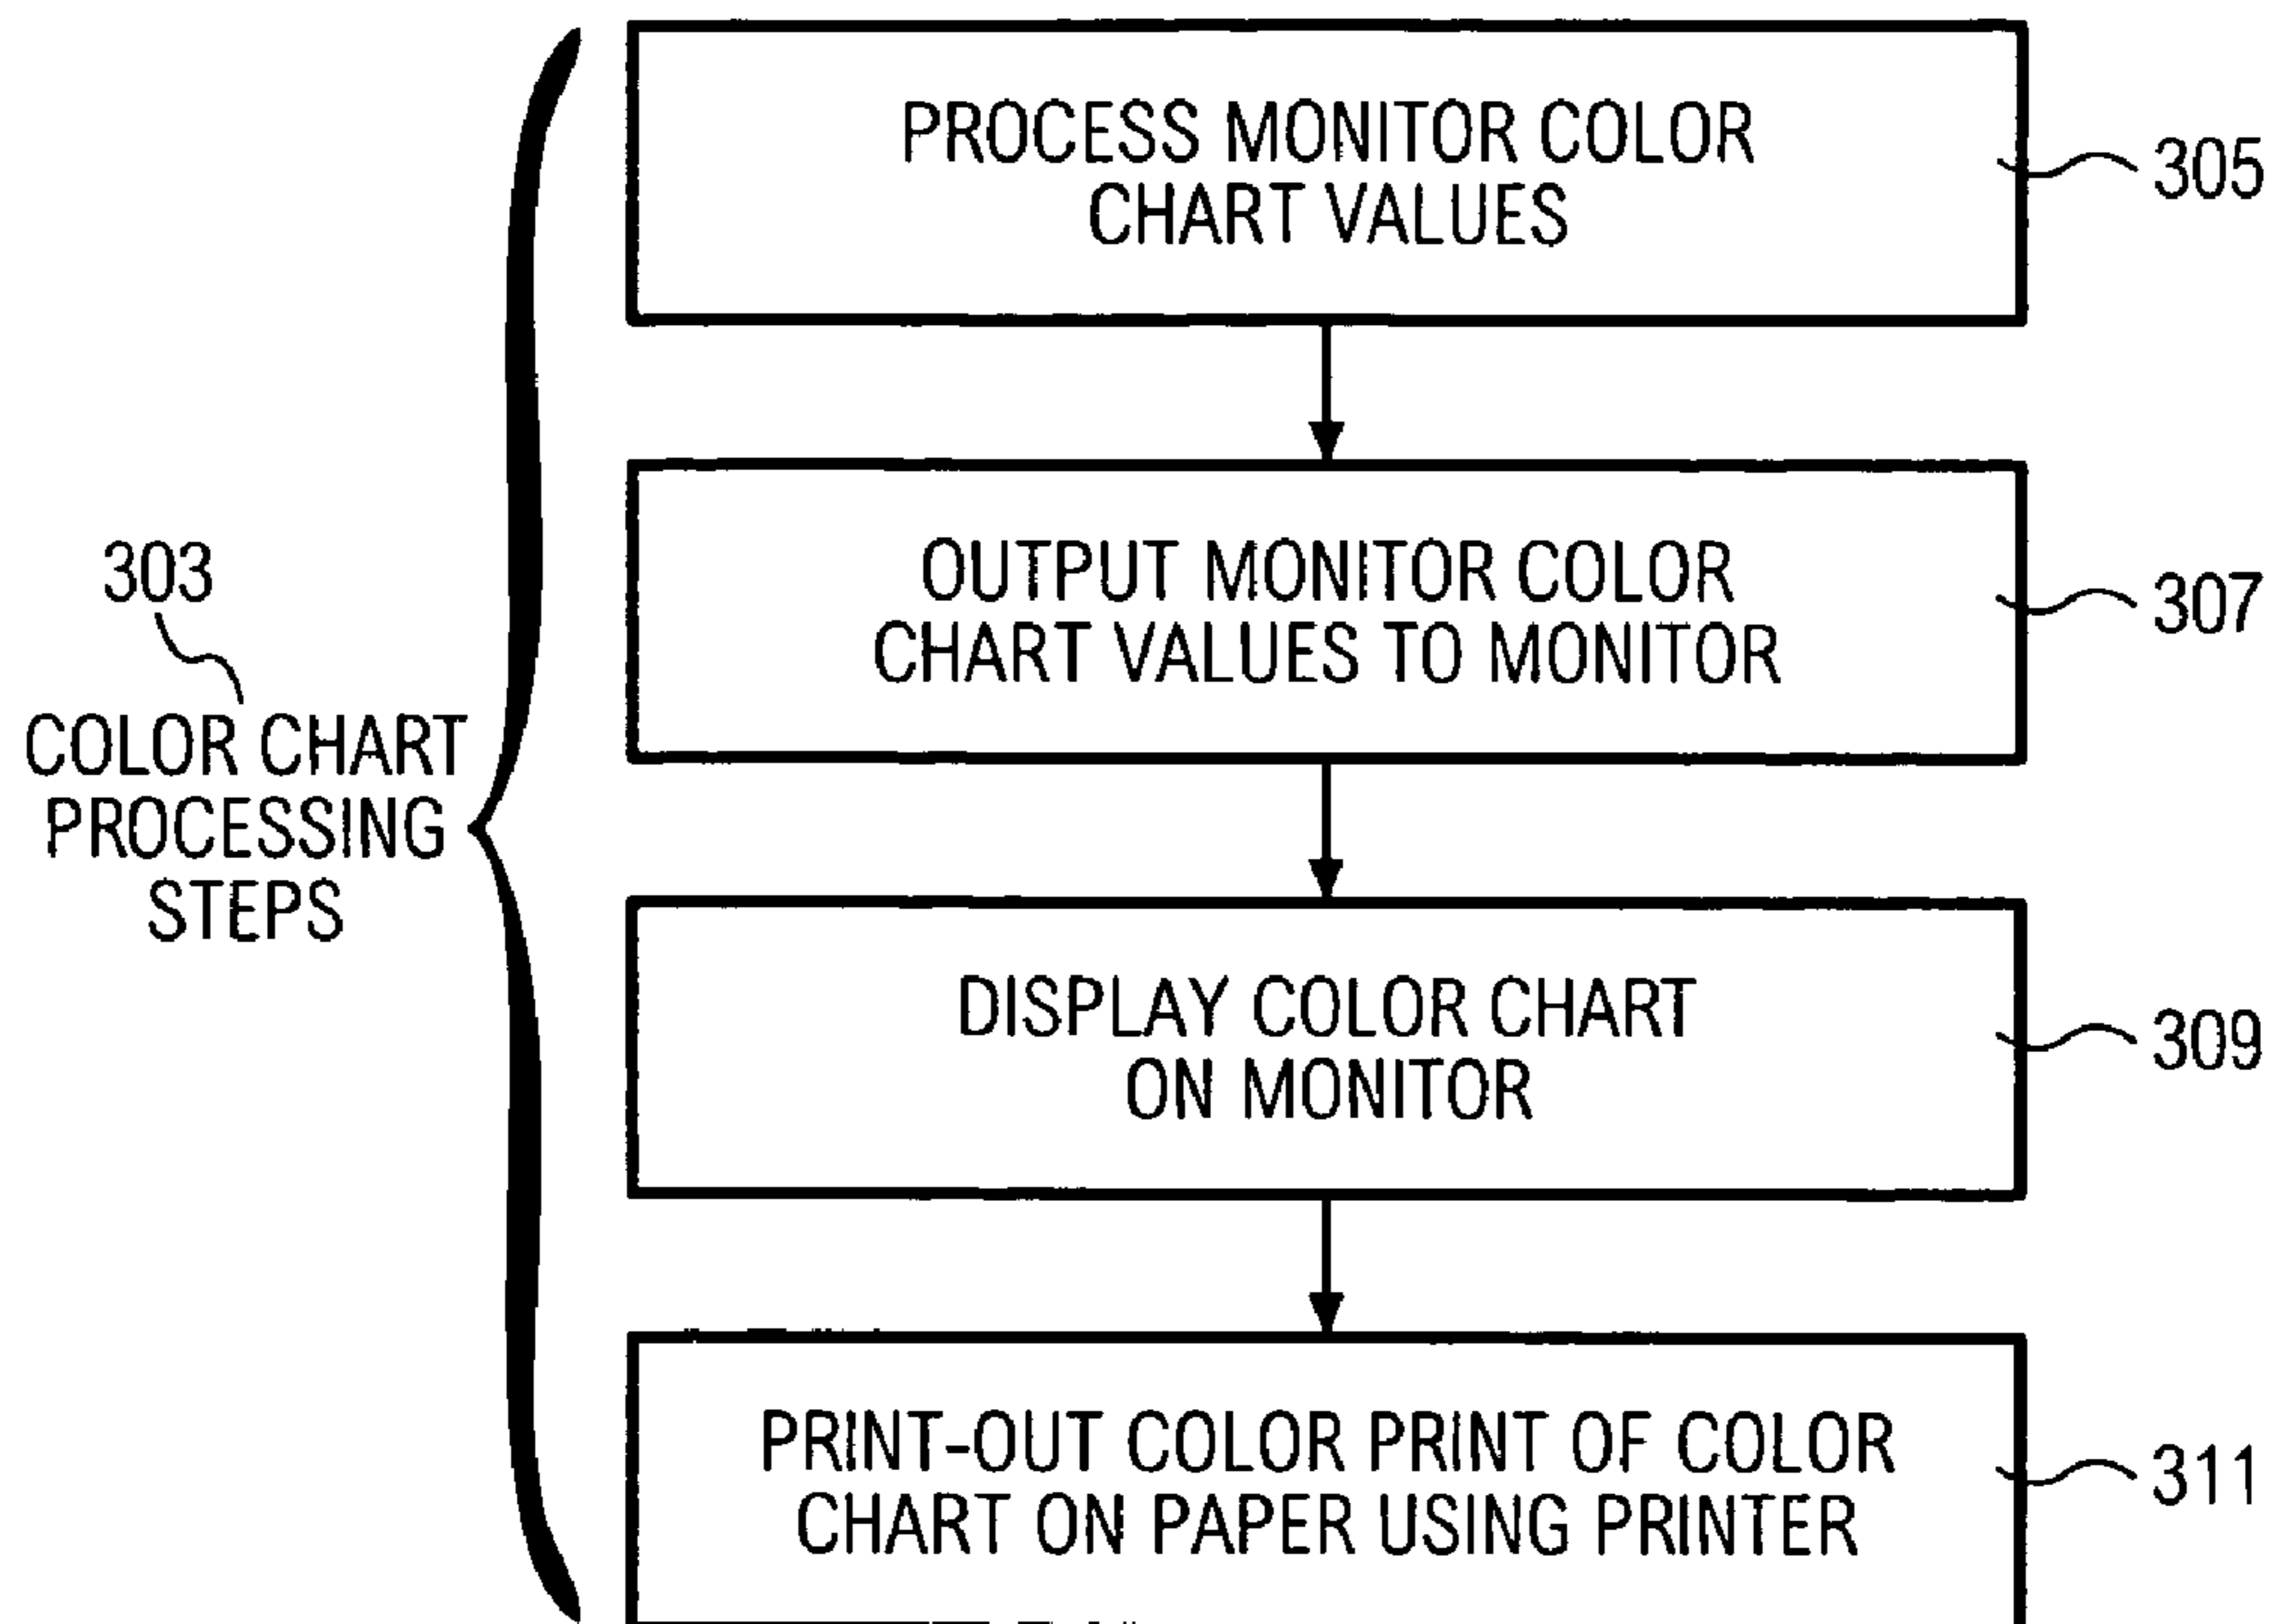 PROCESS MONITOR COLOR
CHART VALUES
305
OUTPUT MONITOR COLOR
CHART VALUES TO MONITOR
307
303
COLOR CHART
PROCESSING
STEPS
DISPLAY COLOR CHART
ON MONITOR
309
PRINT-OUT COLOR PRINT OF COLOR
CHART ON PAPER USING PRINTER
311